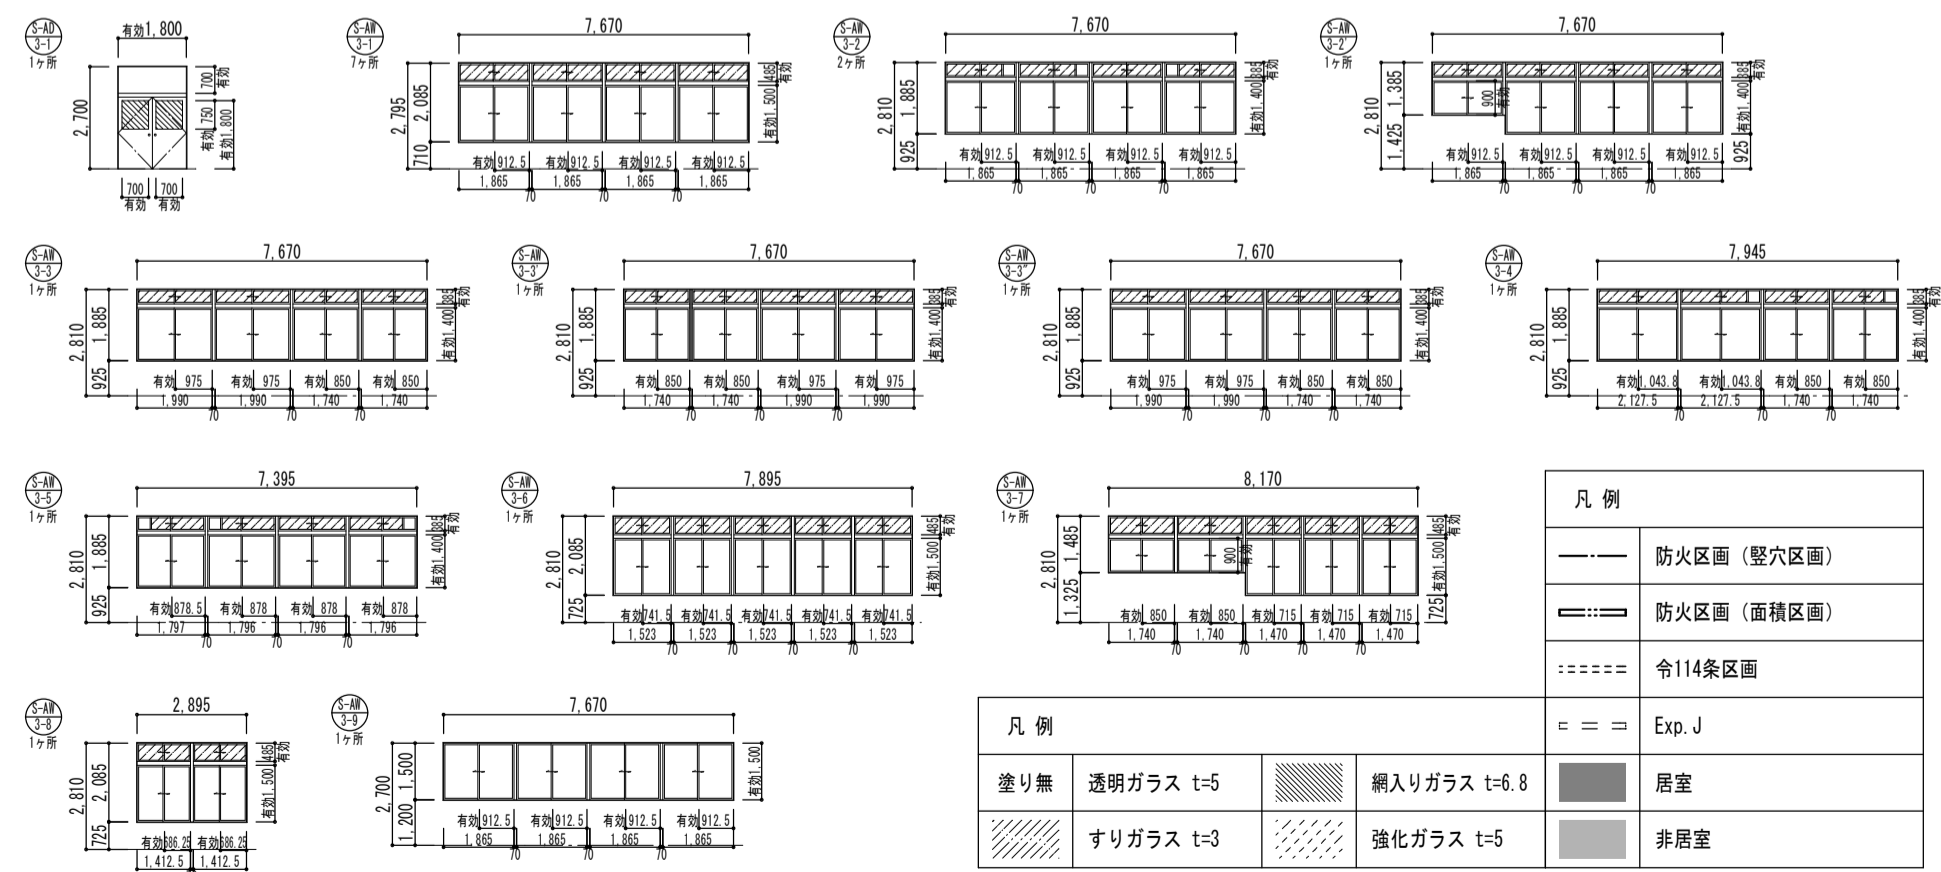 S-AD
3-1
1ヶ所
有効1,800
2,700
700
有効
有効 750
有効1,800
700 700
有効 有効
S-AW
3-1
7ヶ所
7,670
2,795
2,085
710
485
有効
有効1,500
有効912.5 有効912.5 有効912.5 有効912.5
1,865 1,865 1,865 1,865
70 70 70
S-AW
3-2
2ヶ所
7,670
2,810
1,885
925
385
有効
有効1,400
有効912.5 有効912.5 有効912.5 有効912.5
1,865 1,865 1,865 1,865
70 70 70
S-AW
3-2'
1ヶ所
7,670
2,810
1,385
1,425
900
有効
385
有効
有効1,400
925
有効912.5 有効912.5 有効912.5 有効912.5
1,865 1,865 1,865 1,865
70 70 70
S-AW
3-3
1ヶ所
7,670
2,810
1,885
925
385
有効
有効1,400
有効 975 有効 975 有効 850 有効 850
1,990 1,990 1,740 1,740
70 70 70
S-AW
3-3'
1ヶ所
7,670
2,810
1,885
925
385
有効
有効1,400
有効 850 有効 850 有効 975 有効 975
1,740 1,740 1,990 1,990
70 70 70
S-AW
3-3"
1ヶ所
7,670
2,810
1,885
925
385
有効
有効1,400
有効 975 有効 975 有効 850 有効 850
1,990 1,990 1,740 1,740
70 70 70
S-AW
3-4
1ヶ所
7,945
2,810
1,885
925
385
有効
有効1,400
有効1,043.8 有効1,043.8 有効 850 有効 850
2,127.5 2,127.5 1,740 1,740
70 70 70
S-AW
3-5
1ヶ所
7,395
2,810
1,885
925
385
有効
有効1,400
有効878.5 有効 878 有効 878 有効 878
1,797 1,796 1,796 1,796
70 70 70
S-AW
3-6
1ヶ所
7,895
2,810
2,085
725
485
有効
有効1,500
有効741.5 有効741.5 有効741.5 有効741.5 有効741.5
1,523 1,523 1,523 1,523 1,523
70 70 70 70
S-AW
3-7
1ヶ所
8,170
2,810
1,485
1,325
900
有効
485
有効
有効1,500
725
有効 850 有効 850 有効 715 有効 715 有効 715
1,740 1,740 1,470 1,470 1,470
70 70 70 70
S-AW
3-8
1ヶ所
2,895
2,810
2,085
725
485
有効
有効1,500
有効686.25 有効686.25
1,412.5 1,412.5
S-AW
3-9
1ヶ所
7,670
2,700
1,500
1,200
有効1,500
有効912.5 有効912.5 有効912.5 有効912.5
1,865 1,865 1,865 1,865
70 70 70
凡 例
防火区画（竪穴区画）
防火区画（面積区画）
令114条区画
Exp.J
居室
非居室
凡 例
塗り無 透明ガラス t=5 網入りガラス t=6.8
すりガラス t=3 強化ガラス t=5